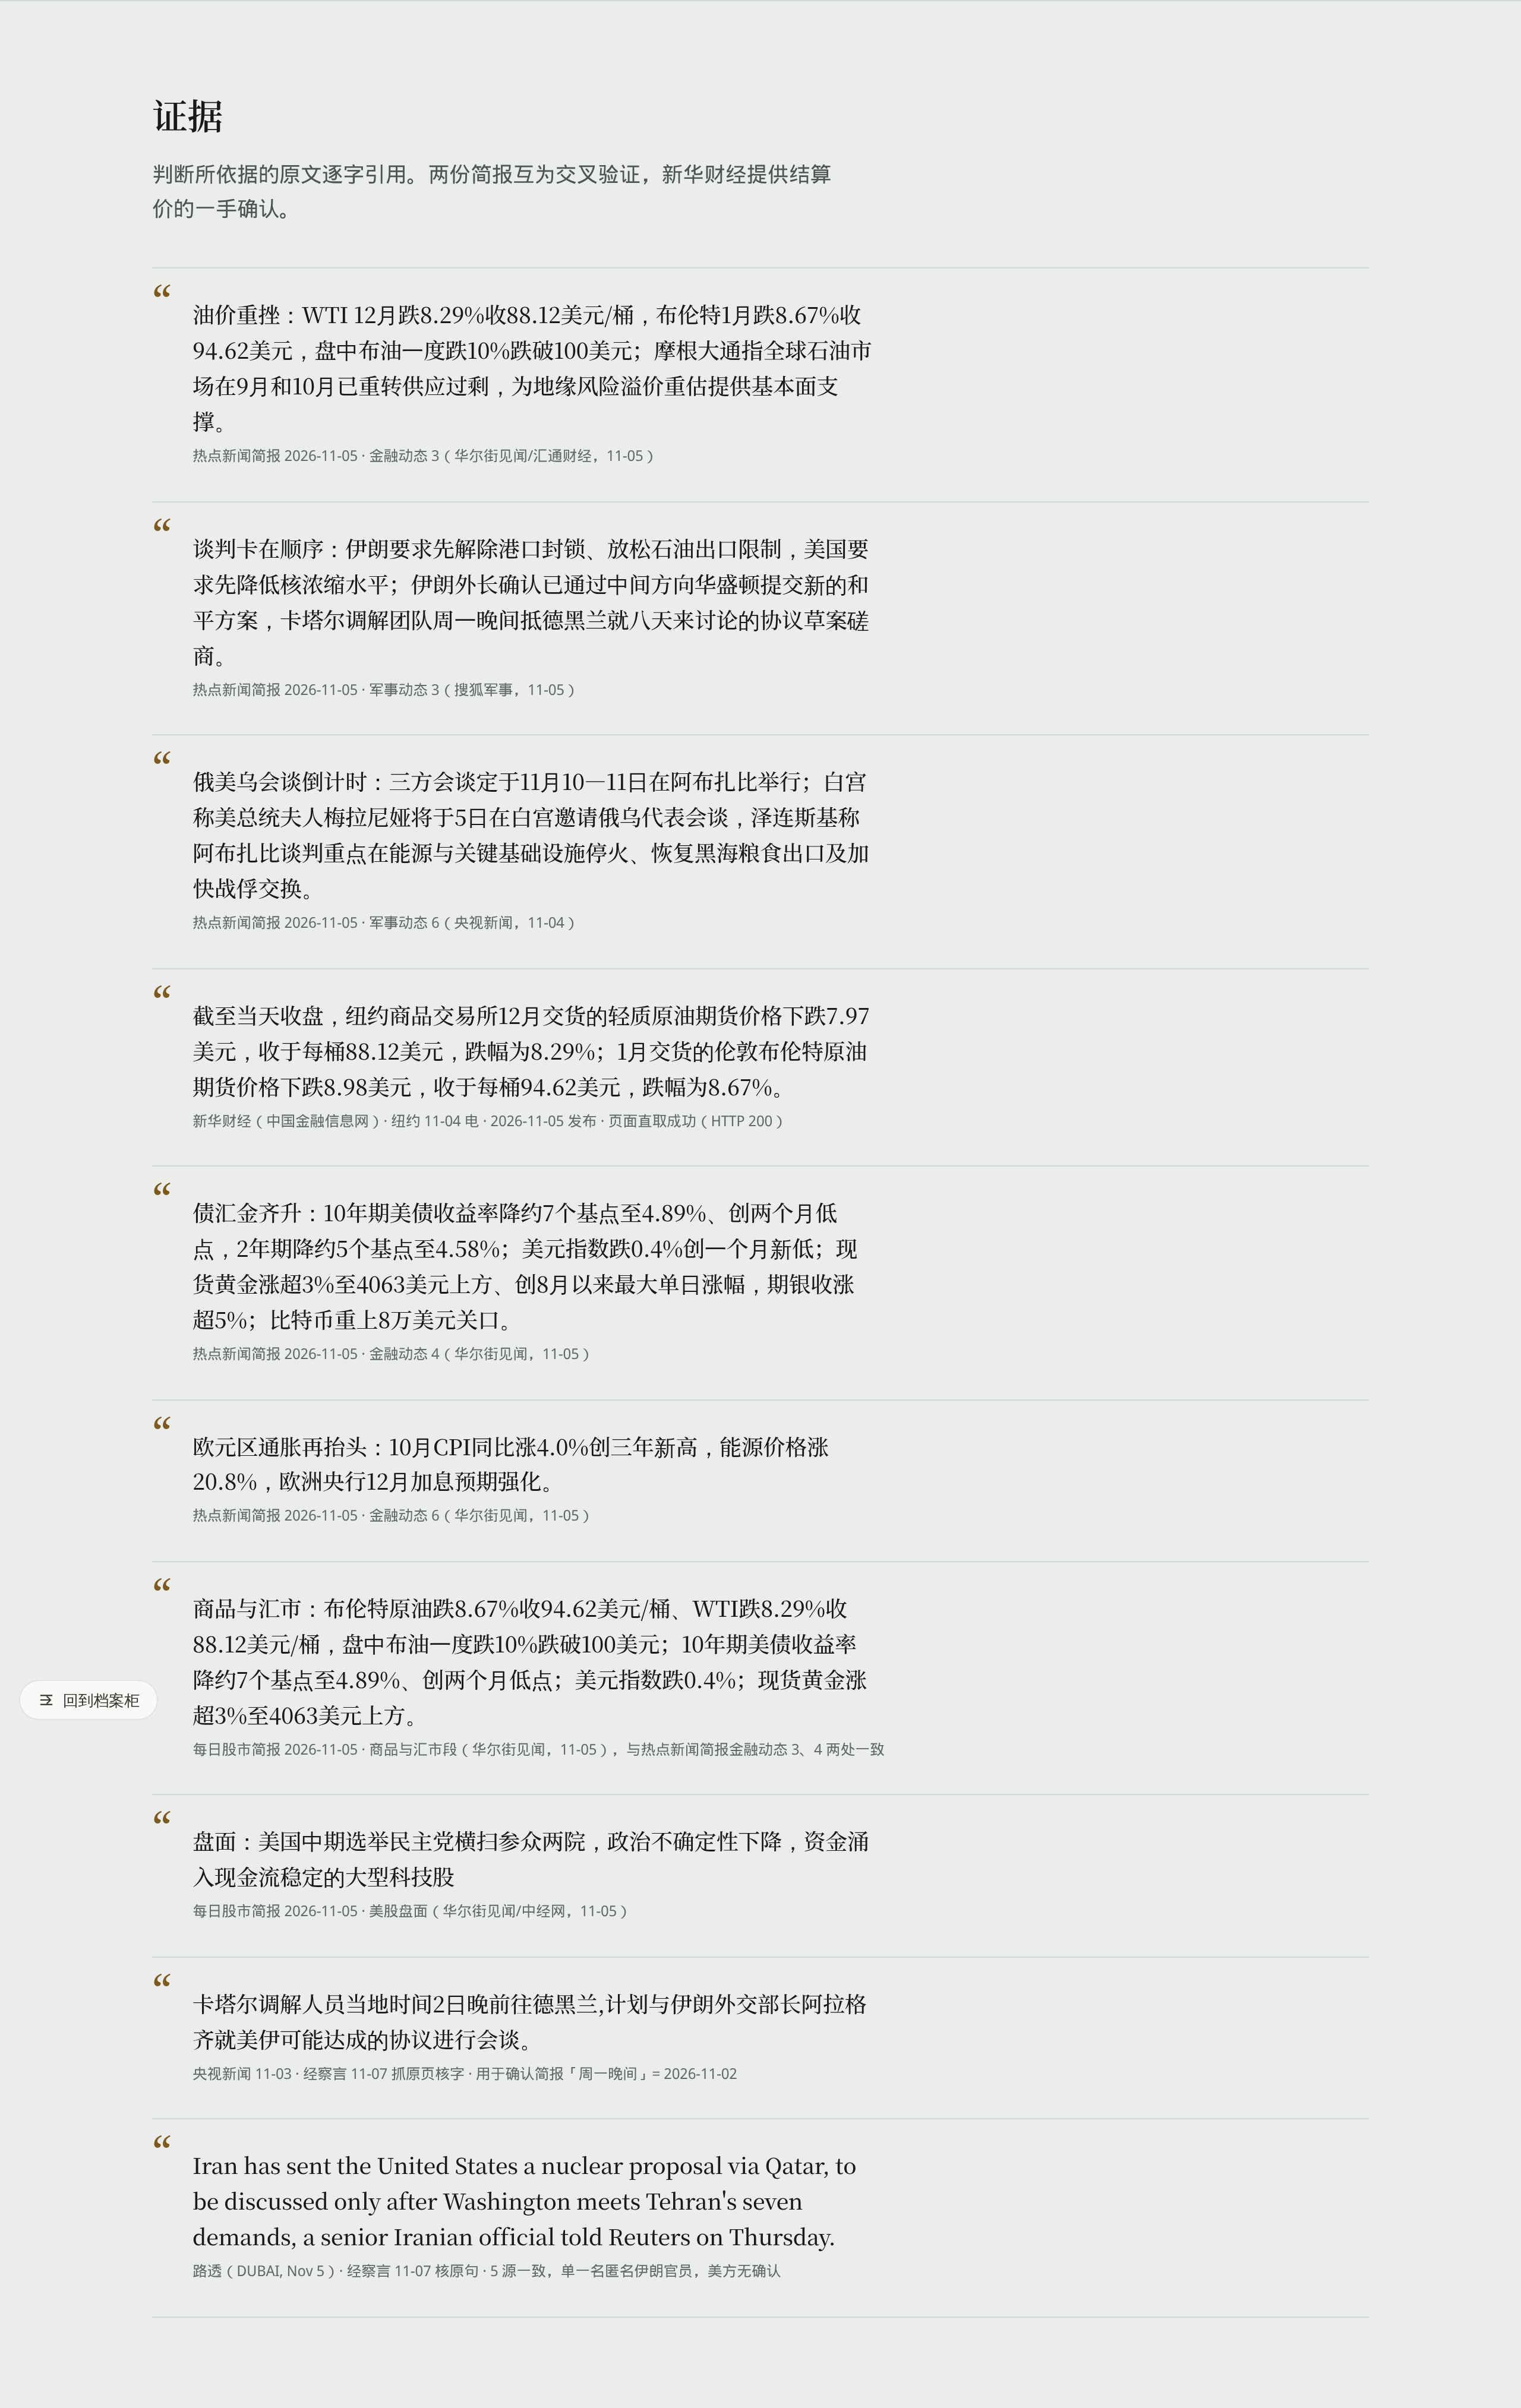 证据
判断所依据的原文逐字引用。两份简报互为交叉验证，新华财经提供结算
价的一手确认。
“
油价重挫：WTI 12月跌8.29%收88.12美元/桶，布伦特1月跌8.67%收
94.62美元，盘中布油一度跌10%跌破100美元；摩根大通指全球石油市
场在9月和10月已重转供应过剩，为地缘风险溢价重估提供基本面支
撑。
热点新闻简报 2026-11-05 · 金融动态 3（华尔街见闻/汇通财经，11-05）
“
谈判卡在顺序：伊朗要求先解除港口封锁、放松石油出口限制，美国要
求先降低核浓缩水平；伊朗外长确认已通过中间方向华盛顿提交新的和
平方案，卡塔尔调解团队周一晚间抵德黑兰就八天来讨论的协议草案磋
商。
热点新闻简报 2026-11-05 · 军事动态 3（搜狐军事，11-05）
“
俄美乌会谈倒计时：三方会谈定于11月10—11日在阿布扎比举行；白宫
称美总统夫人梅拉尼娅将于5日在白宫邀请俄乌代表会谈，泽连斯基称
阿布扎比谈判重点在能源与关键基础设施停火、恢复黑海粮食出口及加
快战俘交换。
热点新闻简报 2026-11-05 · 军事动态 6（央视新闻，11-04）
“
截至当天收盘，纽约商品交易所12月交货的轻质原油期货价格下跌7.97
美元，收于每桶88.12美元，跌幅为8.29%；1月交货的伦敦布伦特原油
期货价格下跌8.98美元，收于每桶94.62美元，跌幅为8.67%。
新华财经（中国金融信息网）· 纽约 11-04 电 · 2026-11-05 发布 · 页面直取成功（HTTP 200）
“
债汇金齐升：10年期美债收益率降约7个基点至4.89%、创两个月低
点，2年期降约5个基点至4.58%；美元指数跌0.4%创一个月新低；现
货黄金涨超3%至4063美元上方、创8月以来最大单日涨幅，期银收涨
超5%；比特币重上8万美元关口。
热点新闻简报 2026-11-05 · 金融动态 4（华尔街见闻，11-05）
“
欧元区通胀再抬头：10月CPI同比涨4.0%创三年新高，能源价格涨
20.8%，欧洲央行12月加息预期强化。
热点新闻简报 2026-11-05 · 金融动态 6（华尔街见闻，11-05）
“
商品与汇市：布伦特原油跌8.67%收94.62美元/桶、WTI跌8.29%收
88.12美元/桶，盘中布油一度跌10%跌破100美元；10年期美债收益率
降约7个基点至4.89%、创两个月低点；美元指数跌0.4%；现货黄金涨
超3%至4063美元上方。
每日股市简报 2026-11-05 · 商品与汇市段（华尔街见闻，11-05），与热点新闻简报金融动态 3、4 两处一致
回到档案柜
“
盘面：美国中期选举民主党横扫参众两院，政治不确定性下降，资金涌
入现金流稳定的大型科技股
每日股市简报 2026-11-05 · 美股盘面（华尔街见闻/中经网，11-05）
“
卡塔尔调解人员当地时间2日晚前往德黑兰,计划与伊朗外交部长阿拉格
齐就美伊可能达成的协议进行会谈。
央视新闻 11-03 · 经察言 11-07 抓原页核字 · 用于确认简报「周一晚间」= 2026-11-02
“
Iran has sent the United States a nuclear proposal via Qatar, to
be discussed only after Washington meets Tehran's seven
demands, a senior Iranian official told Reuters on Thursday.
路透（DUBAI, Nov 5）· 经察言 11-07 核原句 · 5 源一致，单一名匿名伊朗官员，美方无确认